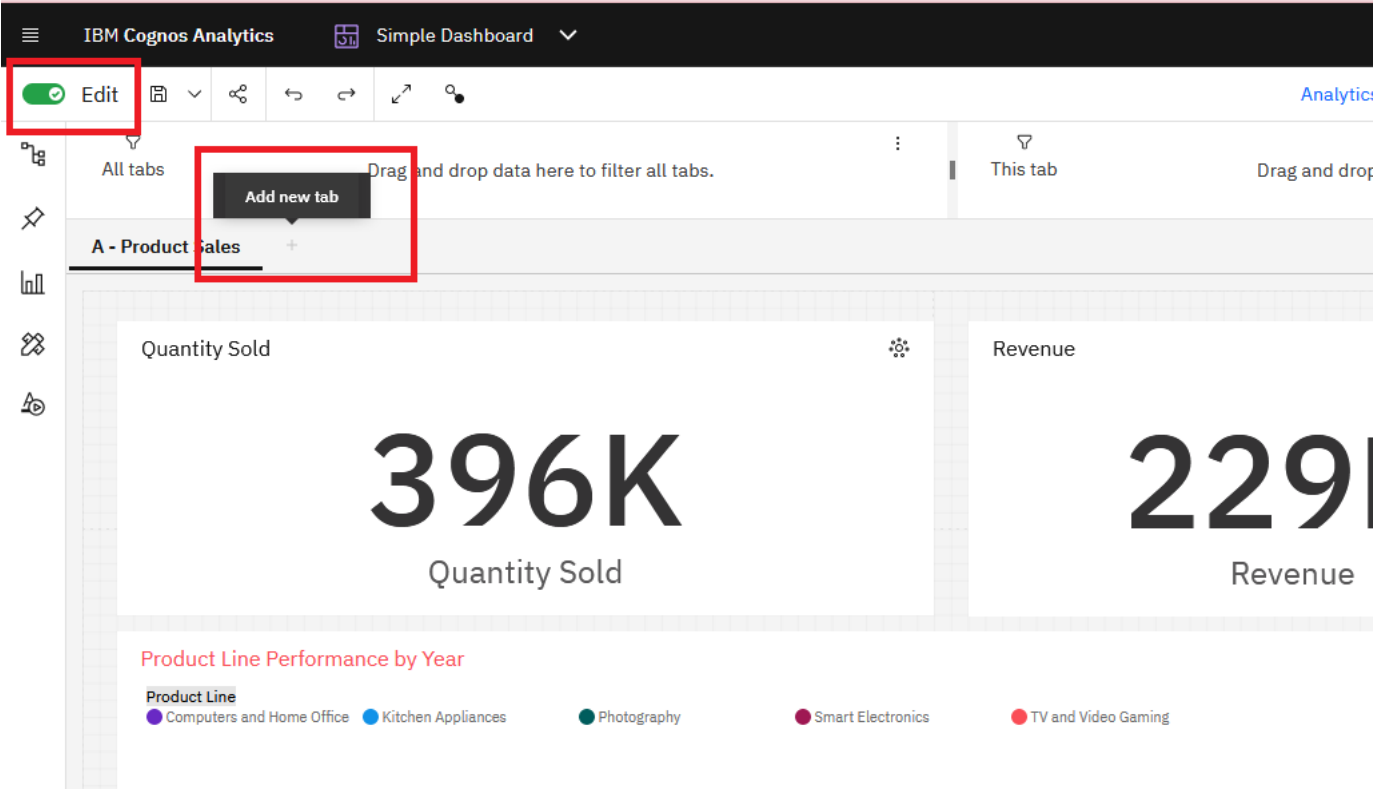 IBM Cognos Analytics
Simple Dashboard
Edit
Analytics
All tabs
Drag and drop data here to filter all tabs.
This tab
Drag and drop
Add new tab
A - Product Sales
Quantity Sold
Revenue
396K
229
Quantity Sold
Revenue
Product Line Performance by Year
Product Line
Computers and Home Office
Kitchen Appliances
Photography
Smart Electronics
TV and Video Gaming